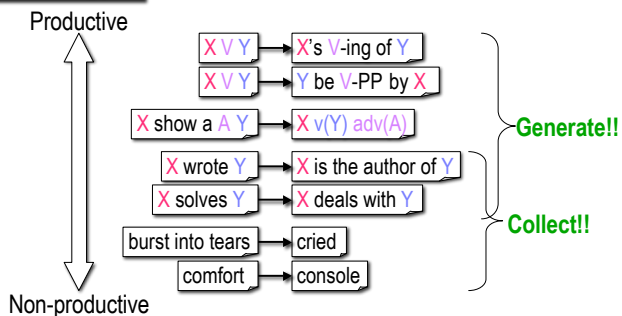 Productive
X V Y X's V-ing of Y
X V Y Y be V-PP by X
X show a A Y X v(Y) adv(A)
Generate!!
X wrote Y X is the author of Y
X solves Y X deals with Y
Collect!!
burst into tears cried
comfort console
Non-productive